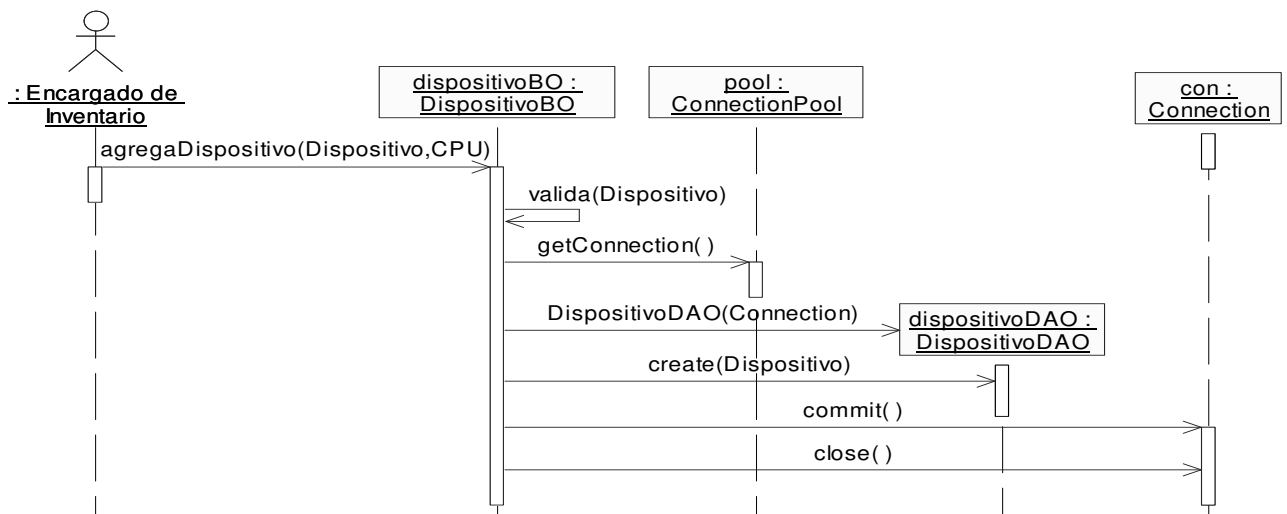 : Encargado de
Inventario
dispositivoBO :
DispositivoBO
pool :
ConnectionPool
con :
Connection
agregaDispositivo(Dispositivo,CPU)
valida(Dispositivo)
getConnection( )
DispositivoDAO(Connection)
dispositivoDAO :
DispositivoDAO
create(Dispositivo)
commit( )
close( )